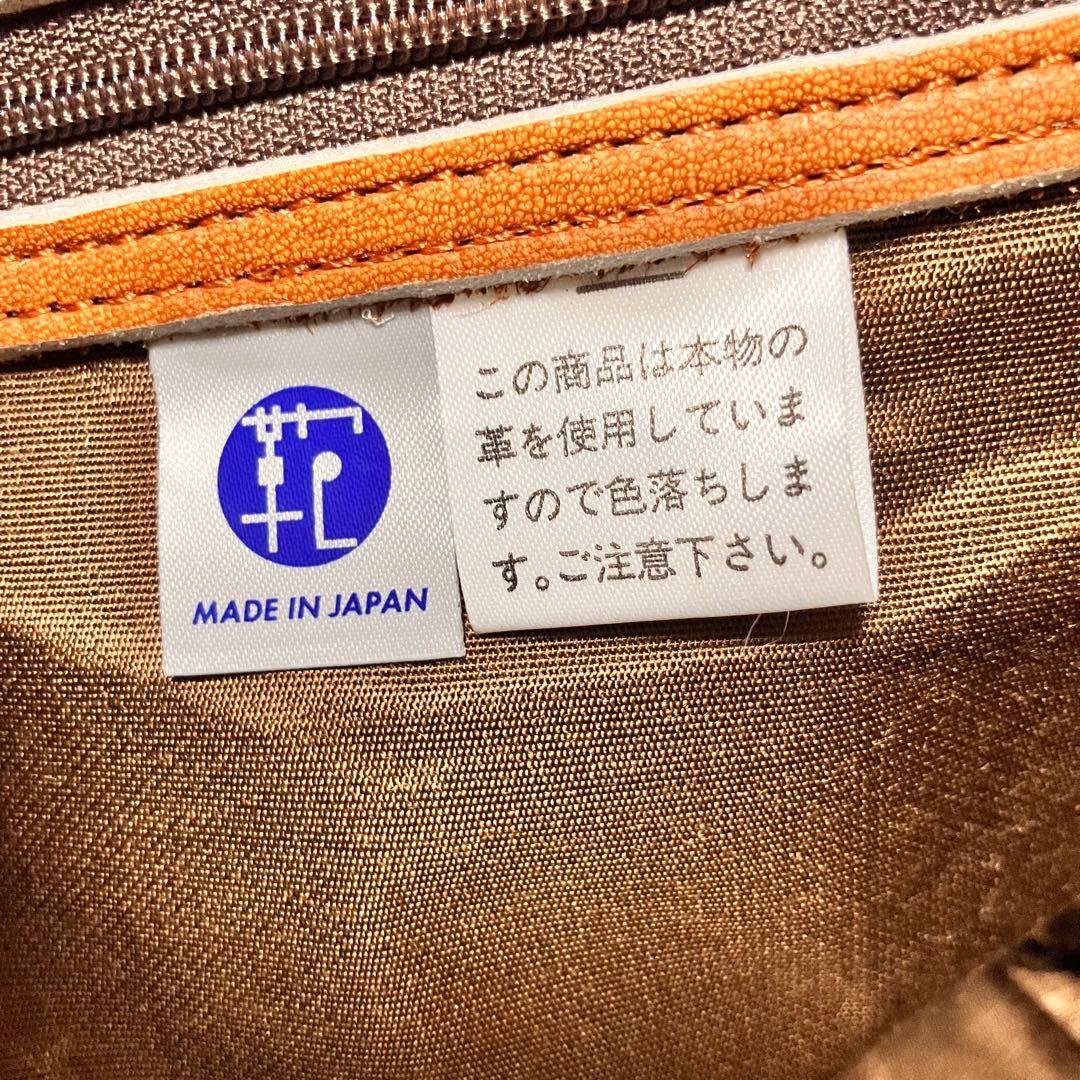 MADE IN JAPAN
この商品は本物の
革を使用していま
すので色落ちしま
す。ご注意下さい。